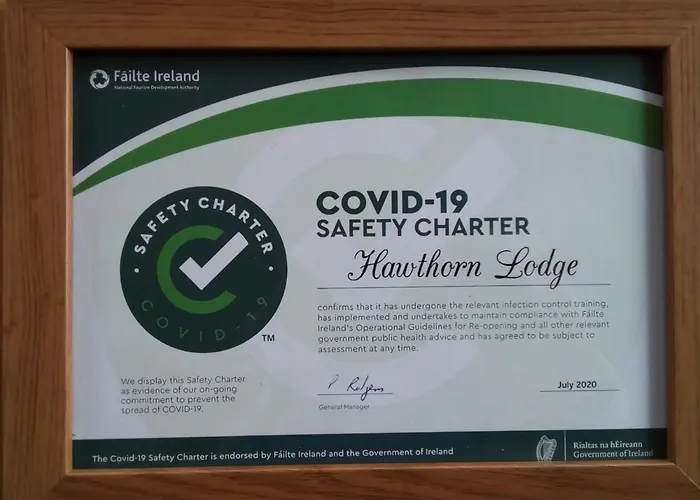 Fáilte Ireland
National Tourism Development Authority
SAFETY CHARTER
COVID-19
TM
COVID-19
SAFETY CHARTER
Hawthorn Lodge
confirms that it has undergone the relevant infection control training,
has implemented and undertakes to maintain compliance with Fáilte
Ireland's Operational Guidelines for Re-opening and all other relevant
government public health advice and has agreed to be subject to
assessment at any time.
We display this Safety Charter
as evidence of our on-going
commitment to prevent the
spread of COVID-19.
General Manager
July 2020
The Covid-19 Safety Charter is endorsed by Fáilte Ireland and the Government of Ireland
Rialtas na hÉireann
Government of Ireland